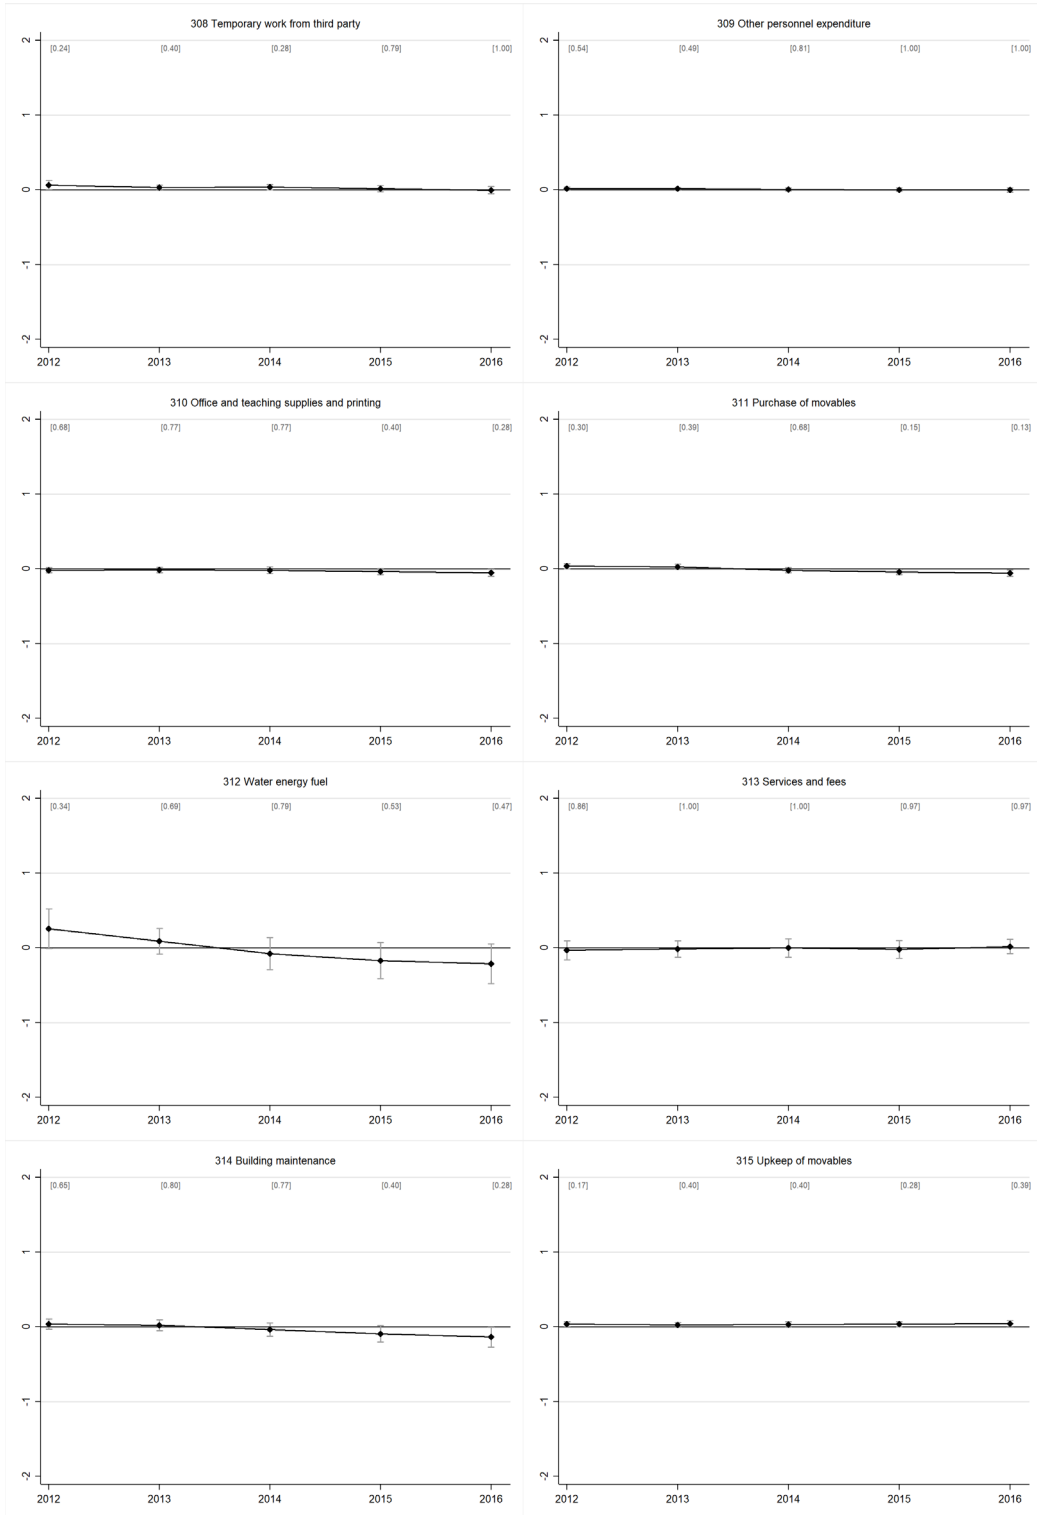 308 Temporary work from third party
2
[0.24] [0.40] [0.28] [0.79] [1.00]
1
0
-1
-2
2012 2013 2014 2015 2016
309 Other personnel expenditure
2
[0.54] [0.49] [0.81] [1.00] [1.00]
1
0
-1
-2
2012 2013 2014 2015 2016
310 Office and teaching supplies and printing
2
[0.68] [0.77] [0.77] [0.40] [0.28]
1
0
-1
-2
2012 2013 2014 2015 2016
311 Purchase of movables
2
[0.30] [0.39] [0.68] [0.15] [0.13]
1
0
-1
-2
2012 2013 2014 2015 2016
312 Water energy fuel
2
[0.34] [0.69] [0.79] [0.53] [0.47]
1
0
-1
-2
2012 2013 2014 2015 2016
313 Services and fees
2
[0.86] [1.00] [1.00] [0.97] [0.97]
1
0
-1
-2
2012 2013 2014 2015 2016
314 Building maintenance
2
[0.65] [0.80] [0.77] [0.40] [0.28]
1
0
-1
-2
2012 2013 2014 2015 2016
315 Upkeep of movables
2
[0.17] [0.40] [0.40] [0.28] [0.39]
1
0
-1
-2
2012 2013 2014 2015 2016